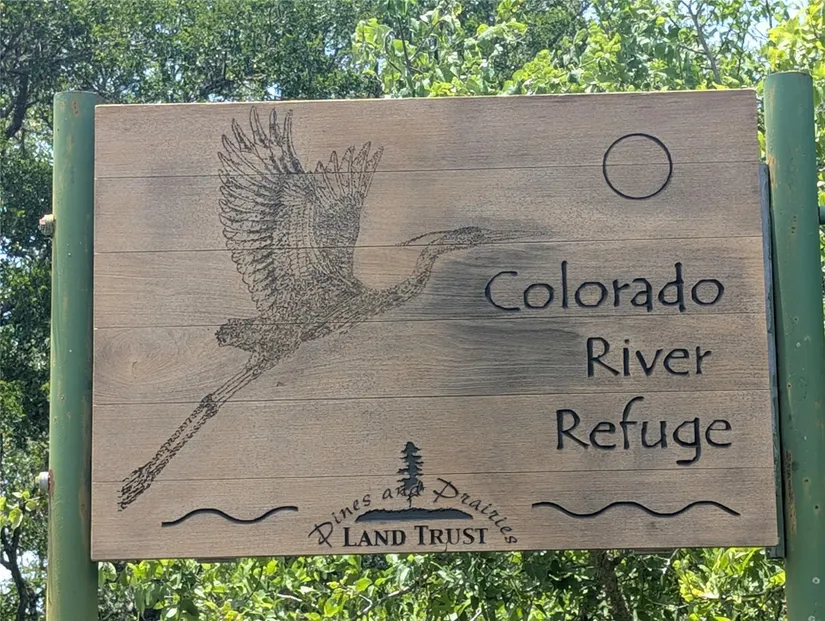 Colorado
River
Refuge
Pines and Prairies
LAND TRUST